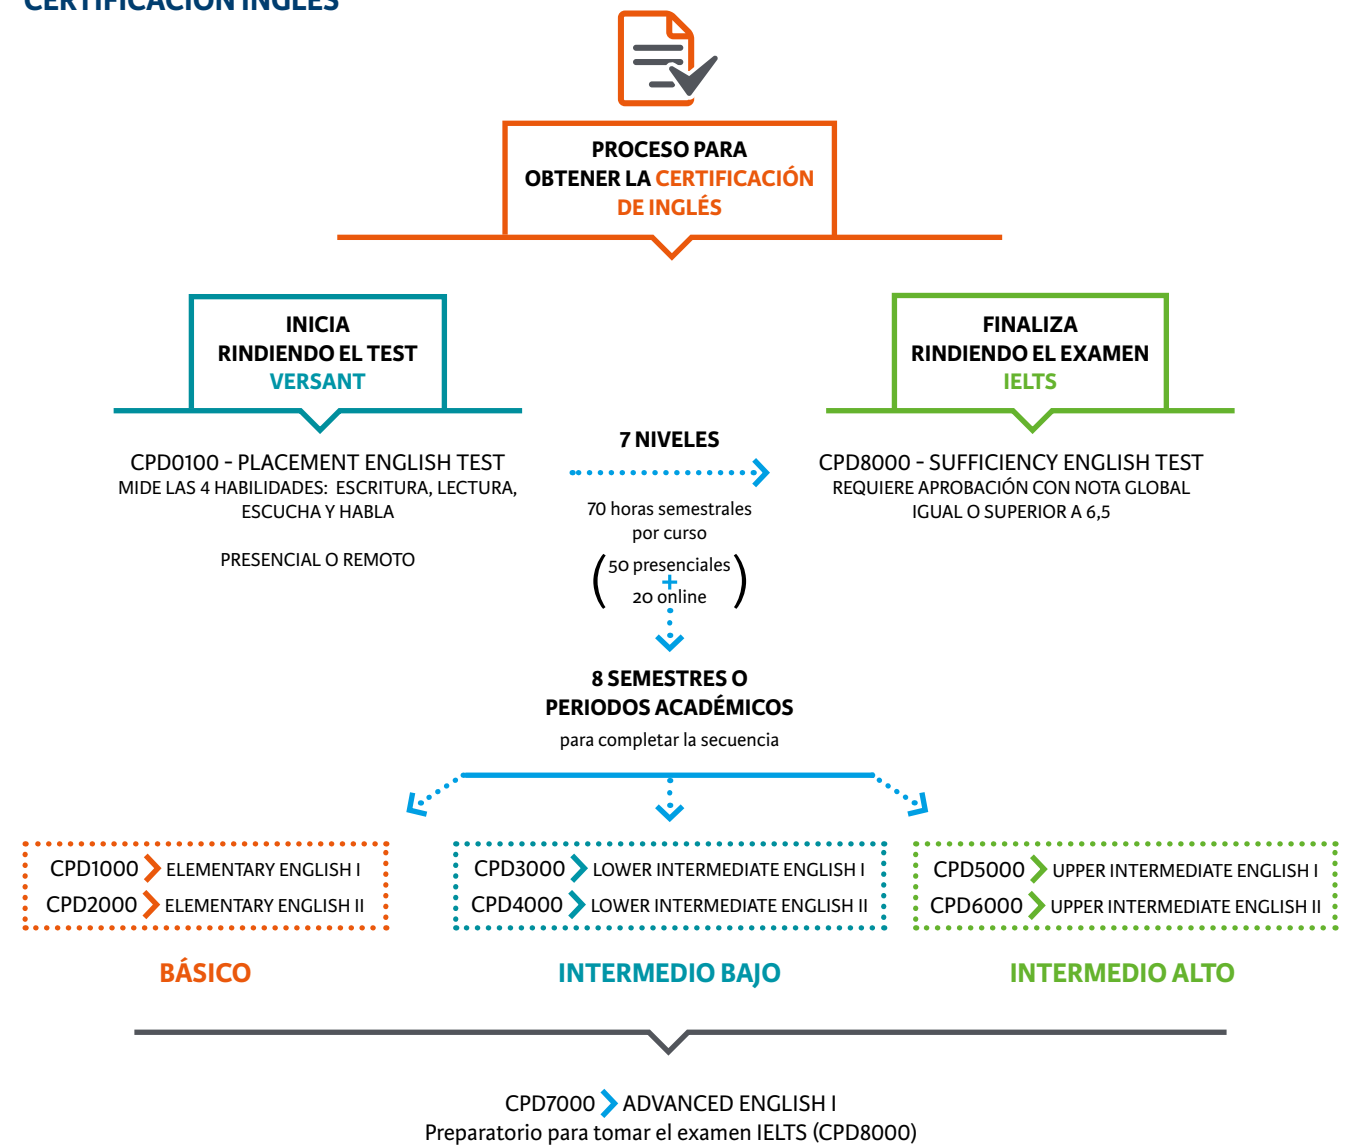 CERTIFICACIÓN INGLÉS
PROCESO PARA
OBTENER LA CERTIFICACIÓN
DE INGLÉS
INICIA
RINDIENDO EL TEST
VERSANT
CPD0100 - PLACEMENT ENGLISH TEST
MIDE LAS 4 HABILIDADES: ESCRITURA, LECTURA,
ESCUCHA Y HABLA
PRESENCIAL O REMOTO
7 NIVELES
70 horas semestrales
por curso
(50 presenciales
+
20 online)
FINALIZA
RINDIENDO EL EXAMEN
IELTS
CPD8000 - SUFFICIENCY ENGLISH TEST
REQUIERE APROBACIÓN CON NOTA GLOBAL
IGUAL O SUPERIOR A 6,5
8 SEMESTRES O
PERIODOS ACADÉMICOS
para completar la secuencia
CPD1000 > ELEMENTARY ENGLISH I
CPD2000 > ELEMENTARY ENGLISH II
BÁSICO
CPD3000 > LOWER INTERMEDIATE ENGLISH I
CPD4000 > LOWER INTERMEDIATE ENGLISH II
INTERMEDIO BAJO
CPD5000 > UPPER INTERMEDIATE ENGLISH I
CPD6000 > UPPER INTERMEDIATE ENGLISH II
INTERMEDIO ALTO
CPD7000 > ADVANCED ENGLISH I
Preparatorio para tomar el examen IELTS (CPD8000)